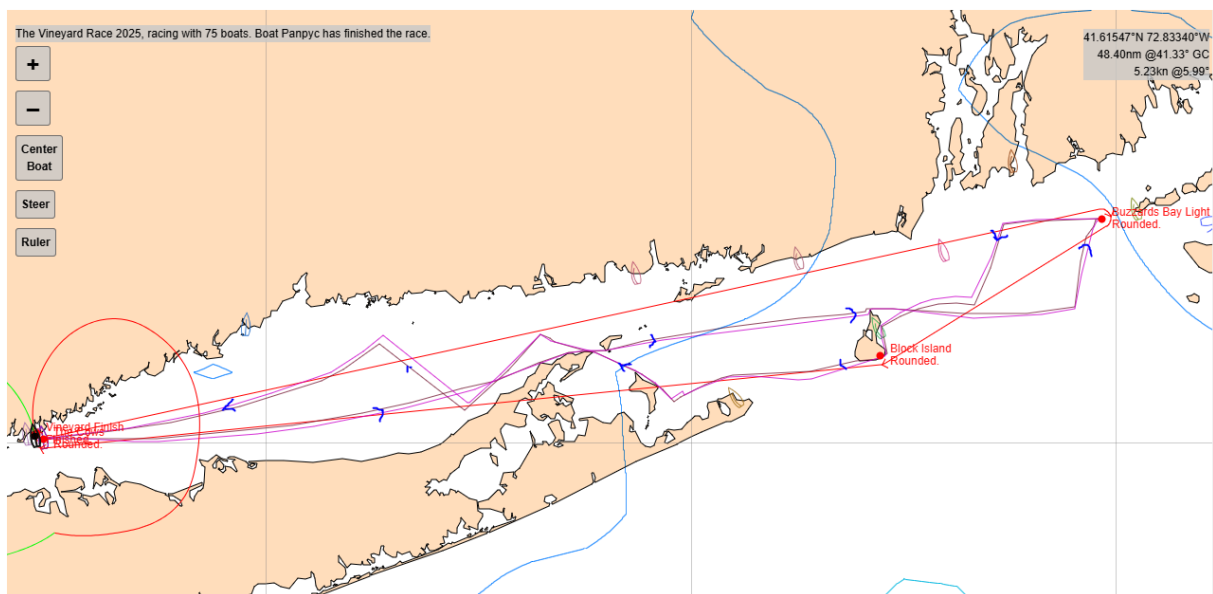 The Vineyard Race 2025, racing with 75 boats. Boat Panpyc has finished the race.
41.61547°N 72.83340°W
48.40nm @41.33° GC
5.23kn @5.99°
+
−
Center
Boat
Steer
Ruler
Buzzards Bay Light
Rounded.
Block Island
Rounded.
Vineyard Finish
The Cows
Rounded.